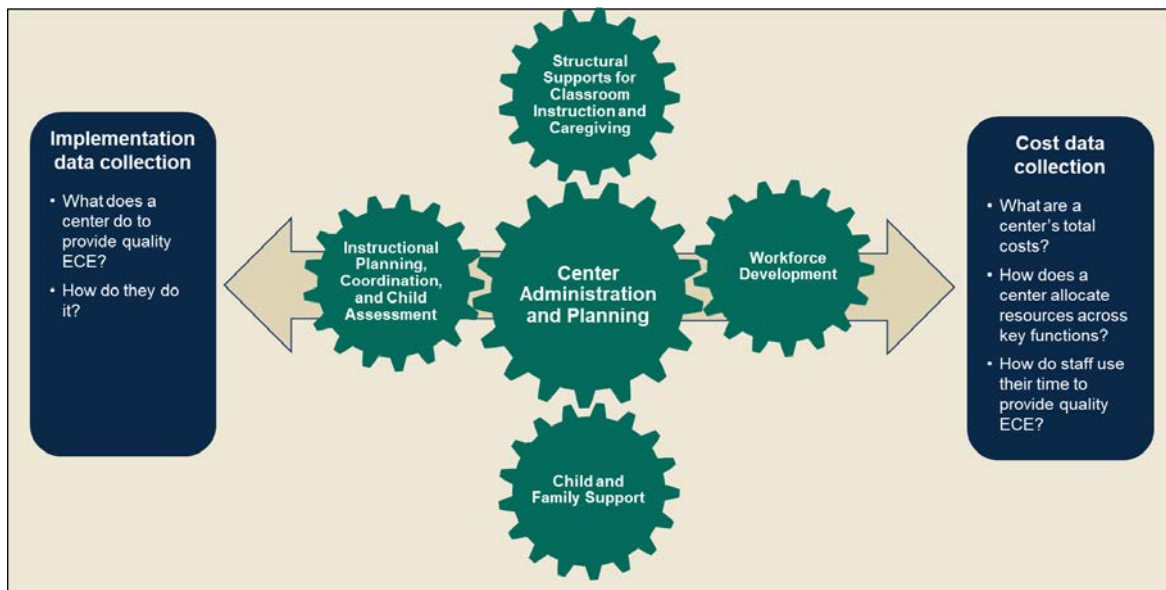 Structural
Supports for
Classroom
Instruction and
Caregiving
Implementation
data collection
• What does a
center do to
provide quality
ECE?
• How do they do
it?
Instructional
Planning,
Coordination,
and Child
Assessment
Center
Administration
and Planning
Workforce
Development
Cost data
collection
• What are a
center's total
costs?
• How does a
center allocate
resources across
key functions?
• How do staff use
their time to
provide quality
ECE?
Child and
Family Support